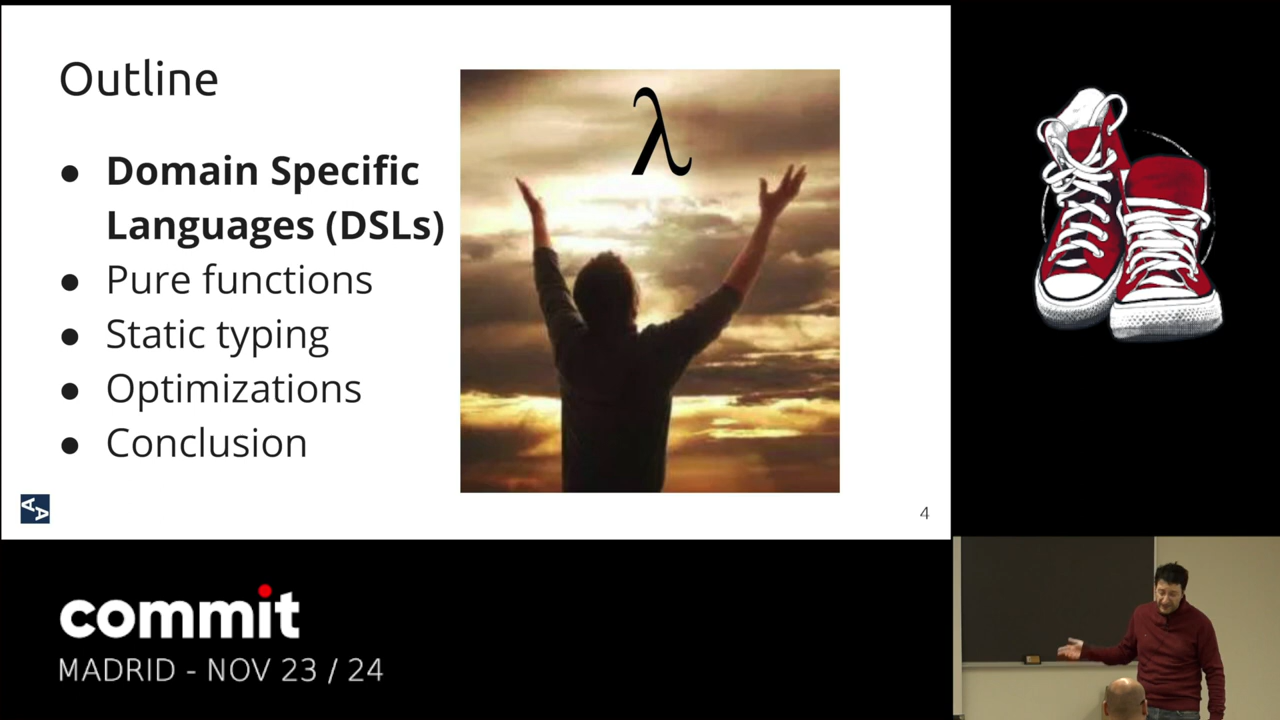 Outline
● Domain Specific
Languages (DSLs)
● Pure functions
● Static typing
● Optimizations
● Conclusion
λ
4
commit
MADRID - NOV 23 / 24